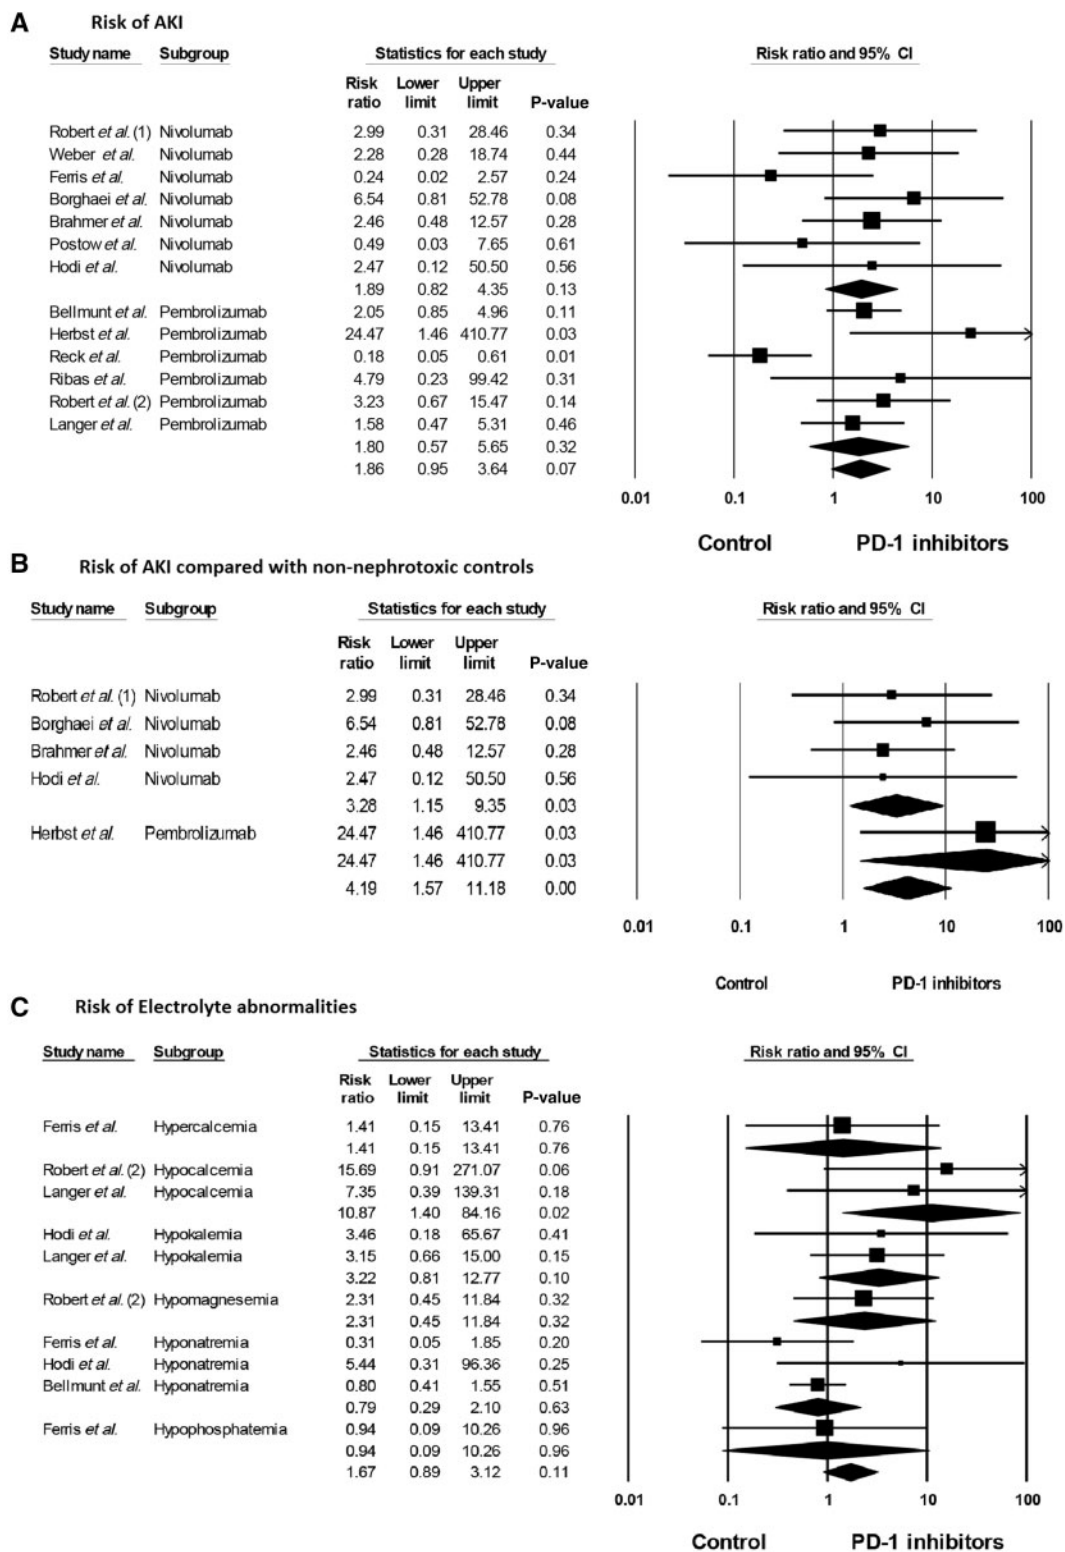 A Risk of AKI
Study name Subgroup Statistics for each study Risk ratio and 95% CI
Risk Lower Upper
ratio limit limit P-value
Robert et al. (1) Nivolumab 2.99 0.31 28.46 0.34
Weber et al. Nivolumab 2.28 0.28 18.74 0.44
Ferris et al. Nivolumab 0.24 0.02 2.57 0.24
Borghaei et al. Nivolumab 6.54 0.81 52.78 0.08
Brahmer et al. Nivolumab 2.46 0.48 12.57 0.28
Postow et al. Nivolumab 0.49 0.03 7.65 0.61
Hodi et al. Nivolumab 2.47 0.12 50.50 0.56
1.89 0.82 4.35 0.13
Bellmunt et al. Pembrolizumab 2.05 0.85 4.96 0.11
Herbst et al. Pembrolizumab 24.47 1.46 410.77 0.03
Reck et al. Pembrolizumab 0.18 0.05 0.61 0.01
Ribas et al. Pembrolizumab 4.79 0.23 99.42 0.31
Robert et al. (2) Pembrolizumab 3.23 0.67 15.47 0.14
Langer et al. Pembrolizumab 1.58 0.47 5.31 0.46
1.80 0.57 5.65 0.32
1.86 0.95 3.64 0.07
0.01 0.1 1 10 100
Control PD-1 inhibitors
B Risk of AKI compared with non-nephrotoxic controls
Study name Subgroup Statistics for each study Risk ratio and 95% CI
Risk Lower Upper
ratio limit limit P-value
Robert et al. (1) Nivolumab 2.99 0.31 28.46 0.34
Borghaei et al. Nivolumab 6.54 0.81 52.78 0.08
Brahmer et al. Nivolumab 2.46 0.48 12.57 0.28
Hodi et al. Nivolumab 2.47 0.12 50.50 0.56
3.28 1.15 9.35 0.03
Herbst et al. Pembrolizumab 24.47 1.46 410.77 0.03
24.47 1.46 410.77 0.03
4.19 1.57 11.18 0.00
0.01 0.1 1 10 100
Control PD-1 inhibitors
C Risk of Electrolyte abnormalities
Study name Subgroup Statistics for each study Risk ratio and 95% CI
Risk Lower Upper
ratio limit limit P-value
Ferris et al. Hypercalcemia 1.41 0.15 13.41 0.76
1.41 0.15 13.41 0.76
Robert et al. (2) Hypocalcemia 15.69 0.91 271.07 0.06
Langer et al. Hypocalcemia 7.35 0.39 139.31 0.18
10.87 1.40 84.16 0.02
Hodi et al. Hypokalemia 3.46 0.18 65.67 0.41
Langer et al. Hypokalemia 3.15 0.66 15.00 0.15
3.22 0.81 12.77 0.10
Robert et al. (2) Hypomagnesemia 2.31 0.45 11.84 0.32
2.31 0.45 11.84 0.32
Ferris et al. Hyponatremia 0.31 0.05 1.85 0.20
Hodi et al. Hyponatremia 5.44 0.31 96.36 0.25
Bellmunt et al. Hyponatremia 0.80 0.41 1.55 0.51
0.79 0.29 2.10 0.63
Ferris et al. Hypophosphatemia 0.94 0.09 10.26 0.96
0.94 0.09 10.26 0.96
1.67 0.89 3.12 0.11
0.01 0.1 1 10 100
Control PD-1 inhibitors